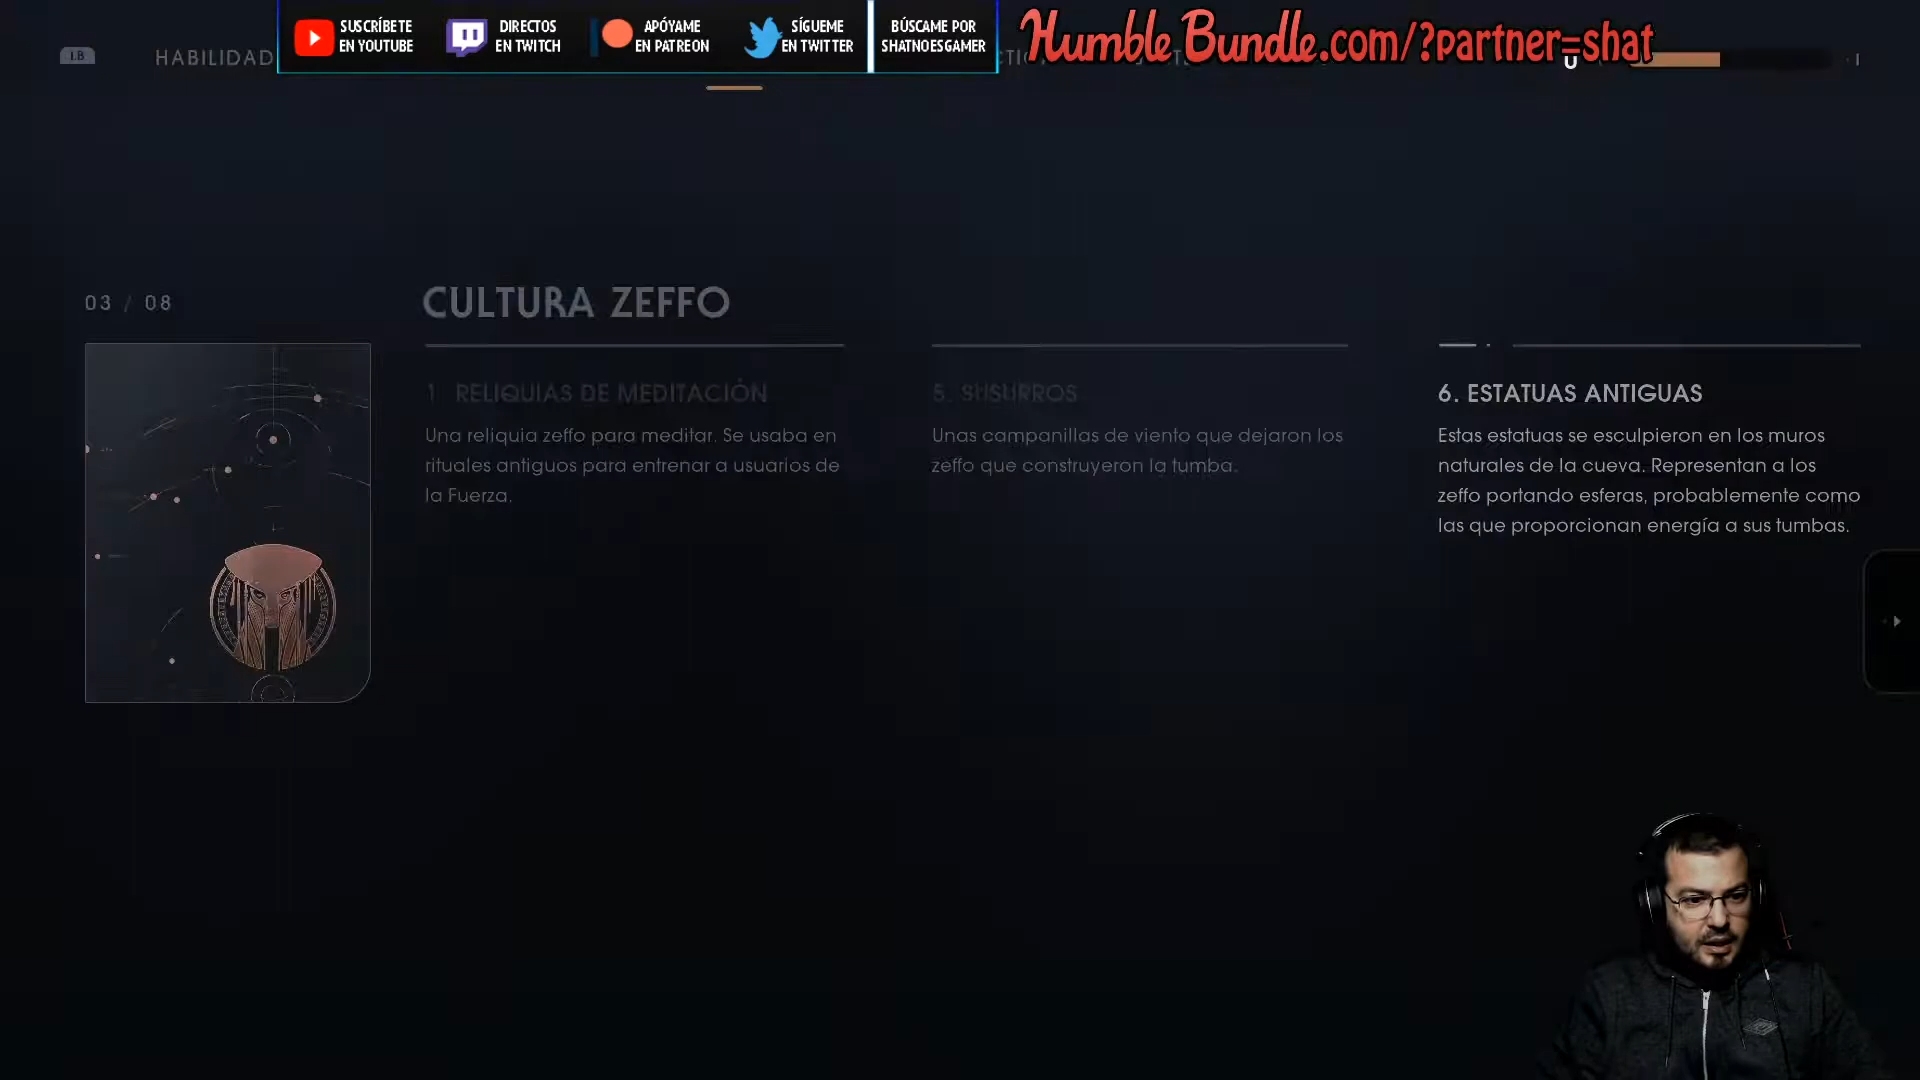 SUSCRÍBETE
EN YOUTUBE
DIRECTOS
EN TWITCH
APÓYAME
EN PATREON
SÍGUEME
EN TWITTER
BÚSCAME POR
SHATNOESGAMER
Humble Bundle.com/?partner=shat
LB
HABILIDAD
03 / 08
CULTURA ZEFFO
1. RELIQUIAS DE MEDITACIÓN
Una reliquia zeffo para meditar. Se usaba en
rituales antiguos para entrenar a usuarios de
la Fuerza.
5. SUSURROS
Unas campanillas de viento que dejaron los
zeffo que construyeron la tumba.
6. ESTATUAS ANTIGUAS
Estas estatuas se esculpieron en los muros
naturales de la cueva. Representan a los
zeffo portando esferas, probablemente como
las que proporcionan energía a sus tumbas.